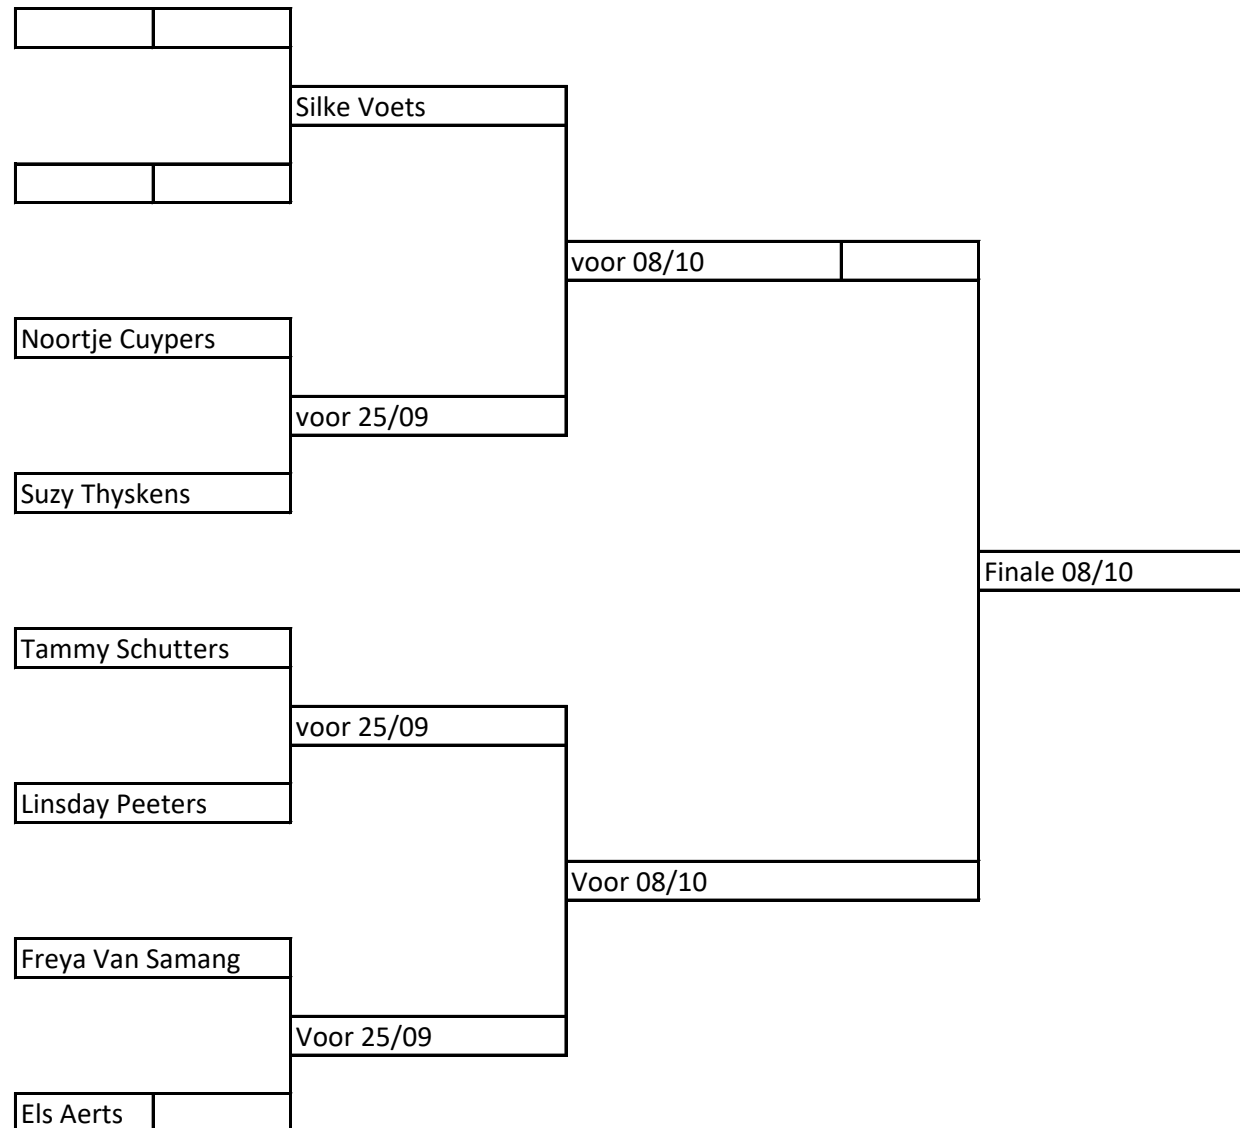 Silke Voets
voor 08/10
Noortje Cuypers
voor 25/09
Suzy Thyskens
Finale 08/10
Tammy Schutters
voor 25/09
Linsday Peeters
Voor 08/10
Freya Van Samang
Voor 25/09
Els Aerts